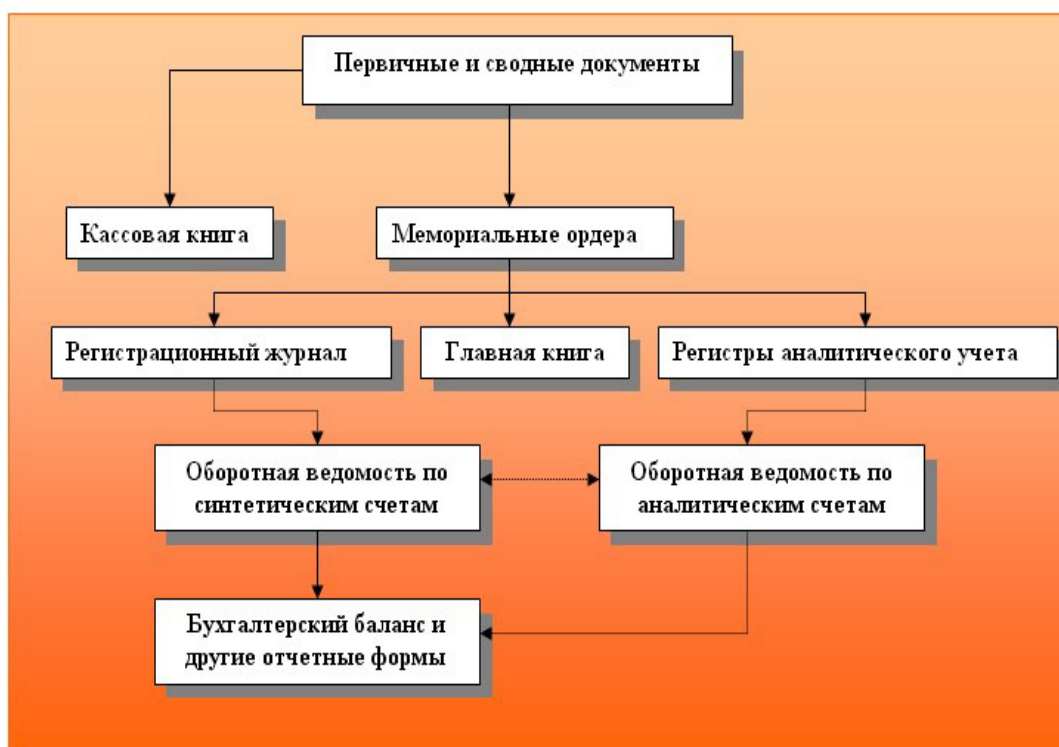 Первичные и сводные документы
Кассовая книга
Мемориальные ордера
Регистрационный журнал
Главная книга
Регистры аналитического учета
Оборотная ведомость по
синтетическим счетам
Оборотная ведомость по
аналитическим счетам
Бухгалтерский баланс и
другие отчетные формы